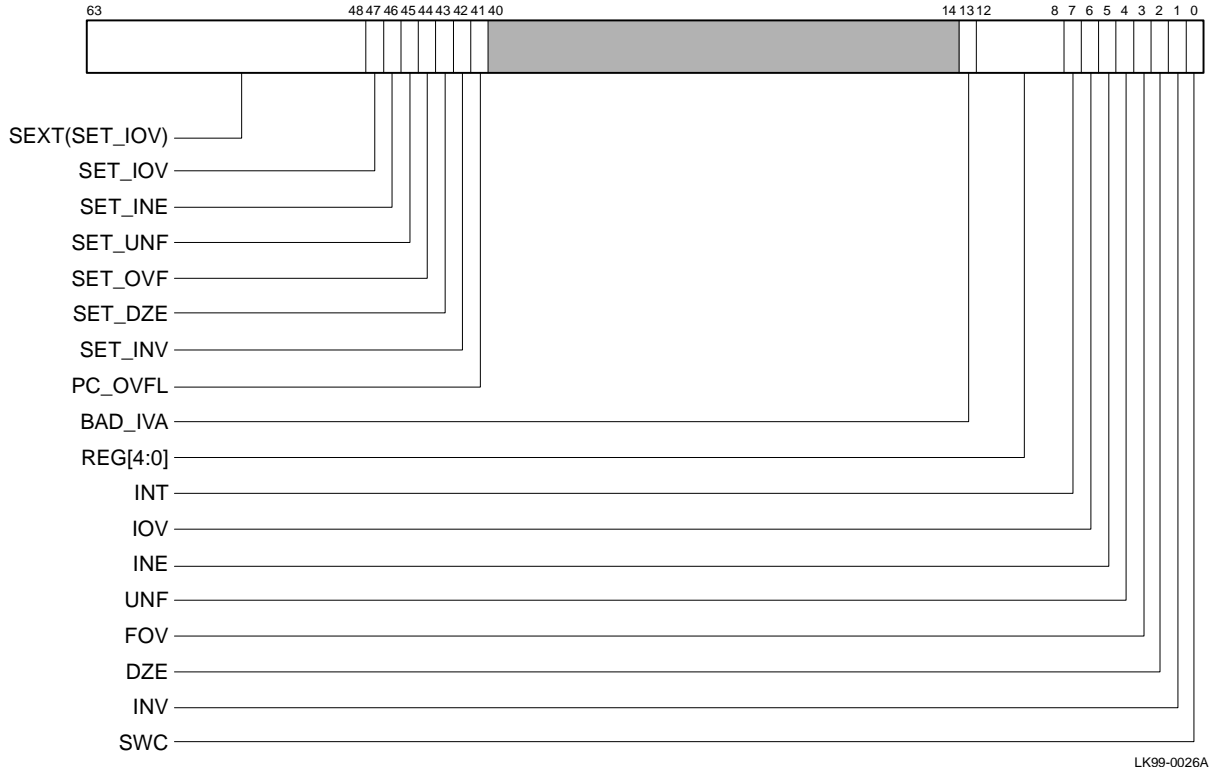 63 48 47 46 45 44 43 42 41 40 14 13 12 8 7 6 5 4 3 2 1 0
SEXT(SET_IOV)
SET_IOV
SET_INE
SET_UNF
SET_OVF
SET_DZE
SET_INV
PC_OVFL
BAD_IVA
REG[4:0]
INT
IOV
INE
UNF
FOV
DZE
INV
SWC
LK99-0026A